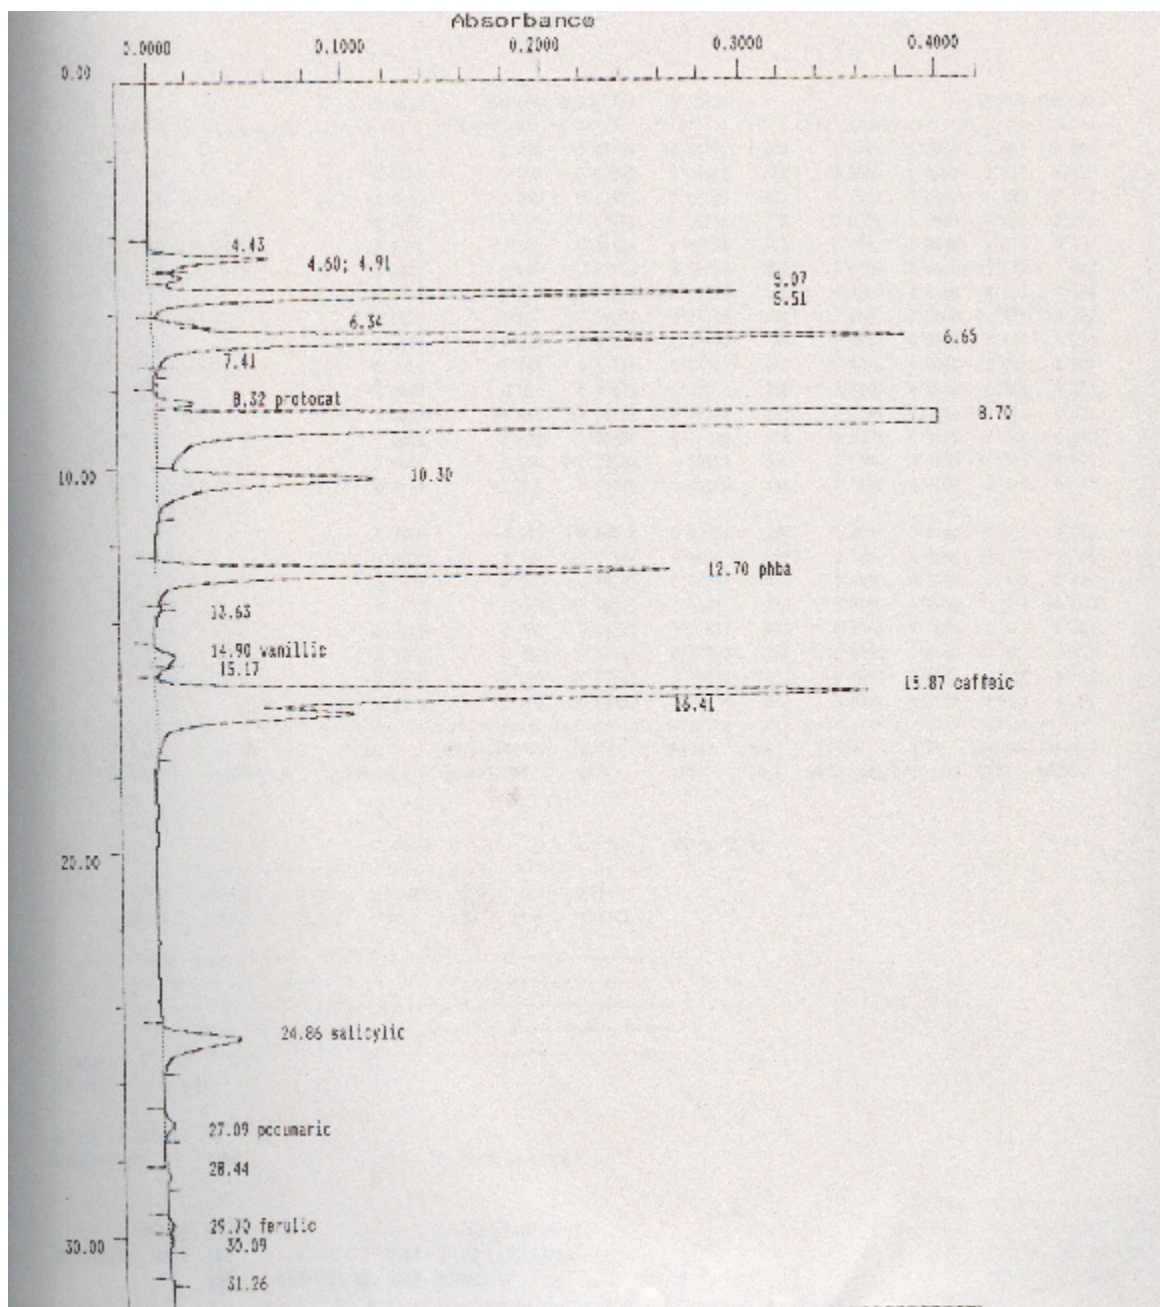 Absorbance
0.0000 0.1000 0.2000 0.3000 0.4000
0.00
4.43
4.60; 4.91
5.07
5.51
6.34
6.65
7.41
8.32 protocat
8.70
10.00
10.30
12.70 phba
13.63
14.90 vanillic
15.17
15.87 caffeic
16.41
20.00
24.86 salicylic
27.09 pcoumaric
28.44
29.70 ferulic
30.00
30.09
31.26